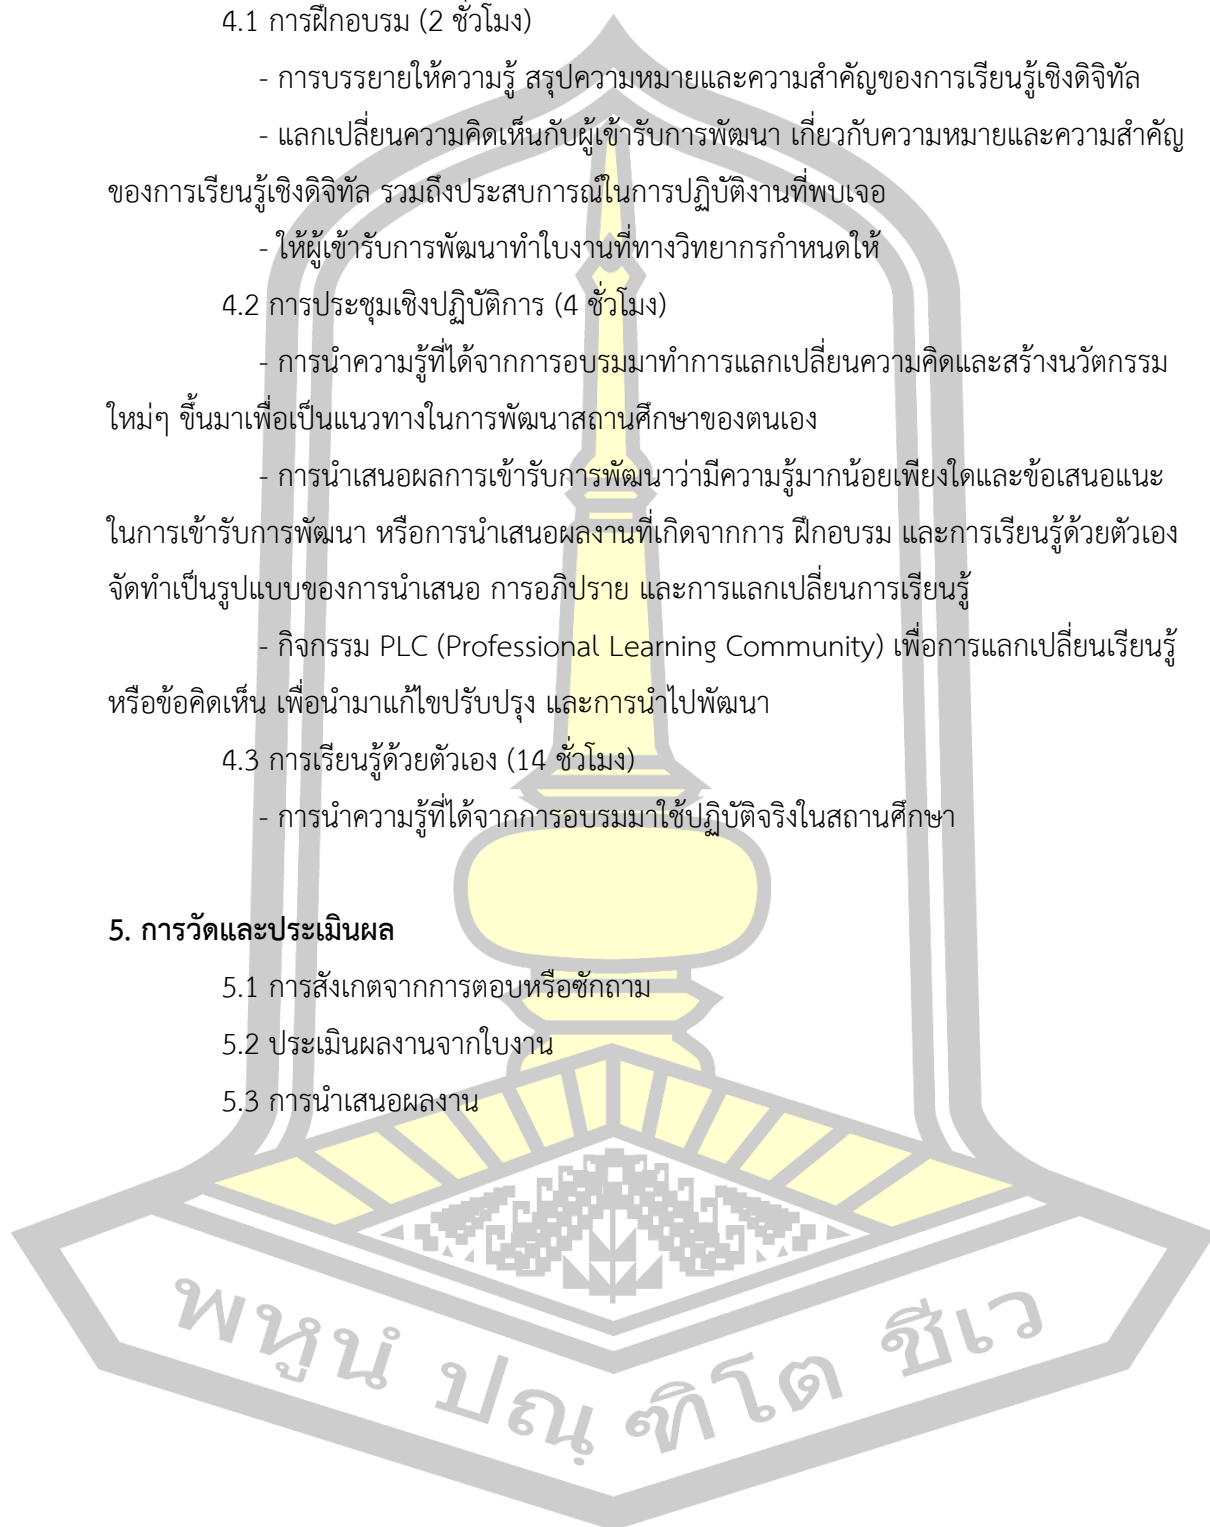 4.1 การฝึกอบรม (2 ชั่วโมง)
- การบรรยายให้ความรู้ สรุปความหมายและความสำคัญของการเรียนรู้เชิงดิจิทัล
- แลกเปลี่ยนความคิดเห็นกับผู้เข้ารับการพัฒนา เกี่ยวกับความหมายและความสำคัญ
ของการเรียนรู้เชิงดิจิทัล รวมถึงประสบการณ์ในการปฏิบัติงานที่พบเจอ
- ให้ผู้เข้ารับการพัฒนาทำใบงานที่ทางวิทยากรกำหนดให้
4.2 การประชุมเชิงปฏิบัติการ (4 ชั่วโมง)
- การนำความรู้ที่ได้จากการอบรมมาทำการแลกเปลี่ยนความคิดและสร้างนวัตกรรม
ใหม่ๆ ขึ้นมาเพื่อเป็นแนวทางในการพัฒนาสถานศึกษาของตนเอง
- การนำเสนอผลการเข้ารับการพัฒนาว่ามีความรู้มากน้อยเพียงใดและข้อเสนอแนะ
ในการเข้ารับการพัฒนา หรือการนำเสนอผลงานที่เกิดจากการ ฝึกอบรม และการเรียนรู้ด้วยตัวเอง
จัดทำเป็นรูปแบบของการนำเสนอ การอภิปราย และการแลกเปลี่ยนการเรียนรู้
- กิจกรรม PLC (Professional Learning Community) เพื่อการแลกเปลี่ยนเรียนรู้
หรือข้อคิดเห็น เพื่อนำมาแก้ไขปรับปรุง และการนำไปพัฒนา
4.3 การเรียนรู้ด้วยตัวเอง (14 ชั่วโมง)
- การนำความรู้ที่ได้จากการอบรมมาใช้ปฏิบัติจริงในสถานศึกษา
5. การวัดและประเมินผล
5.1 การสังเกตจากการตอบหรือซักถาม
5.2 ประเมินผลงานจากใบงาน
5.3 การนำเสนอผลงาน
พหูนํ ปณฺฑิโต ชีเว